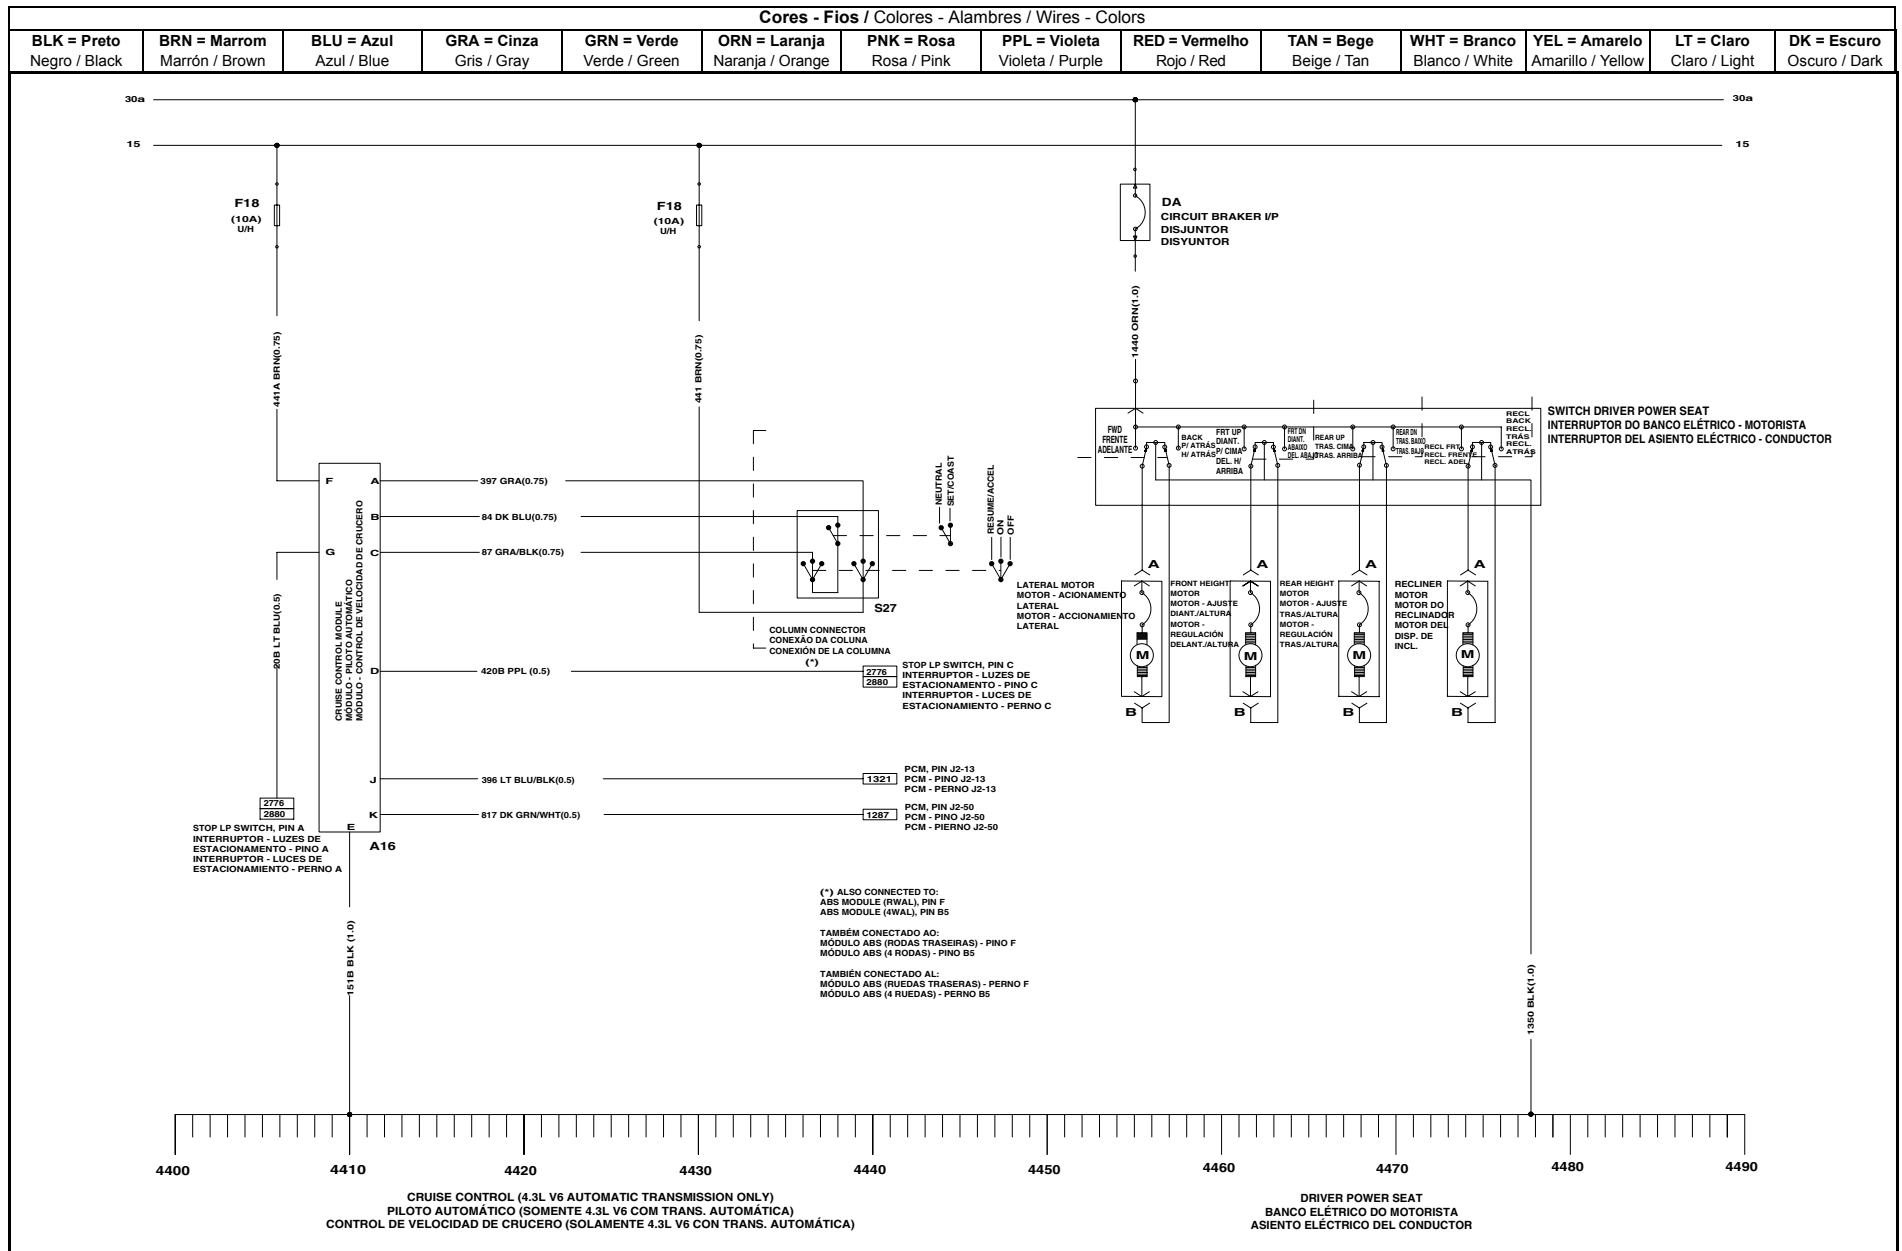 Cores - Fios / Colores - Alambres / Wires - Colors
BLK = Preto
Negro / Black
BRN = Marrom
Marrón / Brown
BLU = Azul
Azul / Blue
GRA = Cinza
Gris / Gray
GRN = Verde
Verde / Green
ORN = Laranja
Naranja / Orange
PNK = Rosa
Rosa / Pink
PPL = Violeta
Violeta / Purple
RED = Vermelho
Rojo / Red
TAN = Bege
Beige / Tan
WHT = Branco
Blanco / White
YEL = Amarelo
Amarillo / Yellow
LT = Claro
Claro / Light
DK = Escuro
Oscuro / Dark
30a
30a
15
15
F18
(10A)
U/H
F18
(10A)
U/H
DA
CIRCUIT BRAKER I/P
DISJUNTOR
DISYUNTOR
441A BRN(0.75)
441 BRN(0.75)
1440 ORN(1.0)
SWITCH DRIVER POWER SEAT
INTERRUPTOR DO BANCO ELÉTRICO - MOTORISTA
INTERRUPTOR DEL ASIENTO ELÉCTRICO - CONDUCTOR
FWD
FRENTE
ADELANTE
BACK
P/ ATRÁS
H/ ATRÁS
FRT UP
DIANT.
P/ CIMA
DEL. H/
ARRIBA
FRT DN
DIANT.
ABAIXO
DEL. ABAJO
REAR UP
TRAS. CIMA
TRAS. ARRIBA
REAR DN
TRAS. BAIXO
TRAS. BAJO
RECL FRT
RECL. FRENTE
RECL. ADEL.
RECL
BACK
RECL.
TRÁS
RECL.
ATRÁS
F
A
B
G
C
D
J
K
E
A16
CRUISE CONTROL MODULE
MÓDULO - PILOTO AUTOMÁTICO
MÓDULO - CONTROL DE VELOCIDAD DE CRUCERO
397 GRA(0.75)
84 DK BLU(0.75)
87 GRA/BLK(0.75)
20B LT BLU(0.5)
420B PPL (0.5)
396 LT BLU/BLK(0.5)
817 DK GRN/WHT(0.5)
NEUTRAL
SET/COAST
RESUME/ACCEL
ON
OFF
S27
COLUMN CONNECTOR
CONEXÃO DA COLUNA
CONEXIÓN DE LA COLUMNA
(*)
2776
2880
STOP LP SWITCH, PIN C
INTERRUPTOR - LUZES DE
ESTACIONAMENTO - PINO C
INTERRUPTOR - LUCES DE
ESTACIONAMIENTO - PERNO C
1321
PCM, PIN J2-13
PCM - PINO J2-13
PCM - PERNO J2-13
1287
PCM, PIN J2-50
PCM - PINO J2-50
PCM - PIERNO J2-50
2776
2880
STOP LP SWITCH, PIN A
INTERRUPTOR - LUZES DE
ESTACIONAMENTO - PINO A
INTERRUPTOR - LUCES DE
ESTACIONAMIENTO - PERNO A
LATERAL MOTOR
MOTOR - ACIONAMENTO
LATERAL
MOTOR - ACCIONAMIENTO
LATERAL
A
M
B
FRONT HEIGHT
MOTOR
MOTOR - AJUSTE
DIANT./ALTURA
MOTOR -
REGULACIÓN
DELANT./ALTURA
A
M
B
REAR HEIGHT
MOTOR
MOTOR - AJUSTE
TRAS./ALTURA
MOTOR -
REGULACIÓN
TRAS./ALTURA
A
M
B
RECLINER
MOTOR
MOTOR DO
RECLINADOR
MOTOR DEL
DISP. DE
INCL.
A
M
B
(*) ALSO CONNECTED TO:
ABS MODULE (RWAL), PIN F
ABS MODULE (4WAL), PIN B5
TAMBÉM CONECTADO AO:
MÓDULO ABS (RODAS TRASEIRAS) - PINO F
MÓDULO ABS (4 RODAS) - PINO B5
TAMBIÉN CONECTADO AL:
MÓDULO ABS (RUEDAS TRASERAS) - PERNO F
MÓDULO ABS (4 RUEDAS) - PERNO B5
151B BLK (1.0)
1350 BLK(1.0)
4400
4410
4420
4430
4440
4450
4460
4470
4480
4490
CRUISE CONTROL (4.3L V6 AUTOMATIC TRANSMISSION ONLY)
PILOTO AUTOMÁTICO (SOMENTE 4.3L V6 COM TRANS. AUTOMÁTICA)
CONTROL DE VELOCIDAD DE CRUCERO (SOLAMENTE 4.3L V6 CON TRANS. AUTOMÁTICA)
DRIVER POWER SEAT
BANCO ELÉTRICO DO MOTORISTA
ASIENTO ELÉCTRICO DEL CONDUCTOR